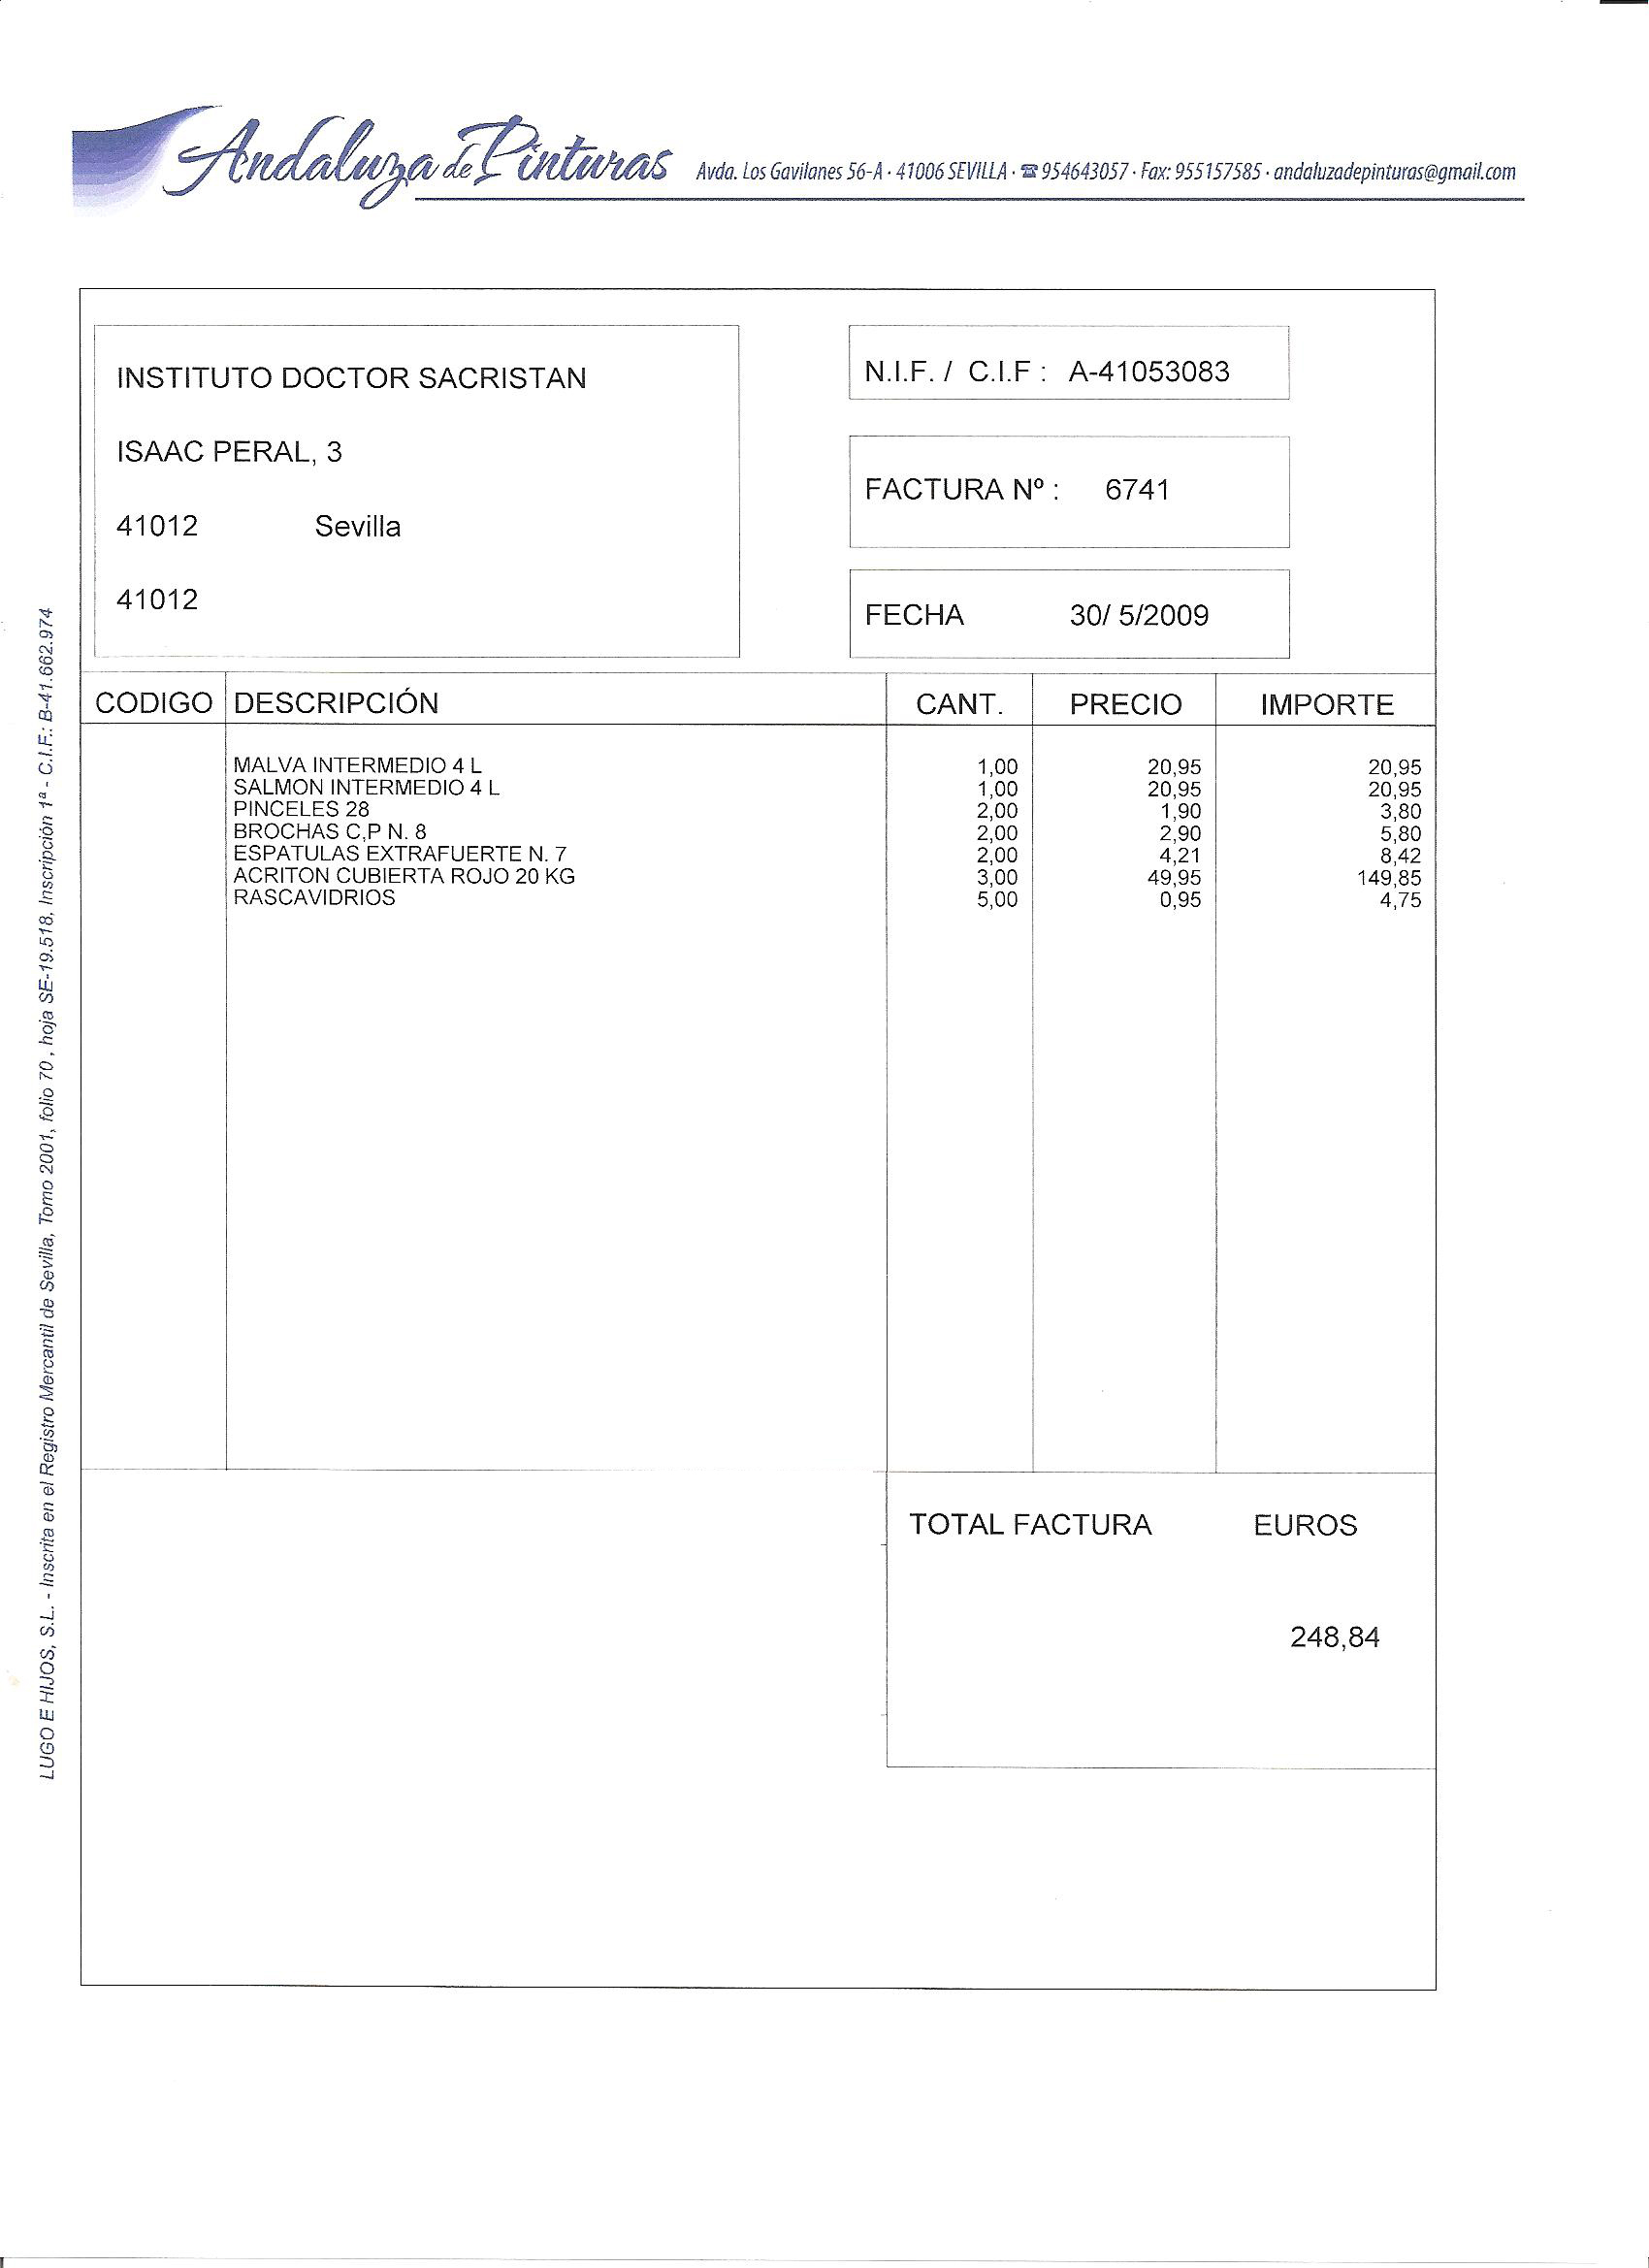 Andaluza de Pinturas Avda. Los Gavilanes 56-A · 41006 SEVILLA · ☎ 954643057 · Fax: 955157585 · andaluzadepinturas@gmail.com
INSTITUTO DOCTOR SACRISTAN
ISAAC PERAL, 3
41012 Sevilla
41012
N.I.F. / C.I.F : A-41053083
FACTURA Nº : 6741
FECHA 30/ 5/2009
CODIGO DESCRIPCIÓN CANT. PRECIO IMPORTE
MALVA INTERMEDIO 4 L 1,00 20,95 20,95
SALMON INTERMEDIO 4 L 1,00 20,95 20,95
PINCELES 28 2,00 1,90 3,80
BROCHAS C,P N. 8 2,00 2,90 5,80
ESPATULAS EXTRAFUERTE N. 7 2,00 4,21 8,42
ACRITON CUBIERTA ROJO 20 KG 3,00 49,95 149,85
RASCAVIDRIOS 5,00 0,95 4,75
TOTAL FACTURA EUROS
248,84
LUGO E HIJOS, S.L. - Inscrita en el Registro Mercantil de Sevilla, Tomo 2001, folio 70, hoja SE-19.518, Inscripción 1ª - C.I.F.: B-41.662.974